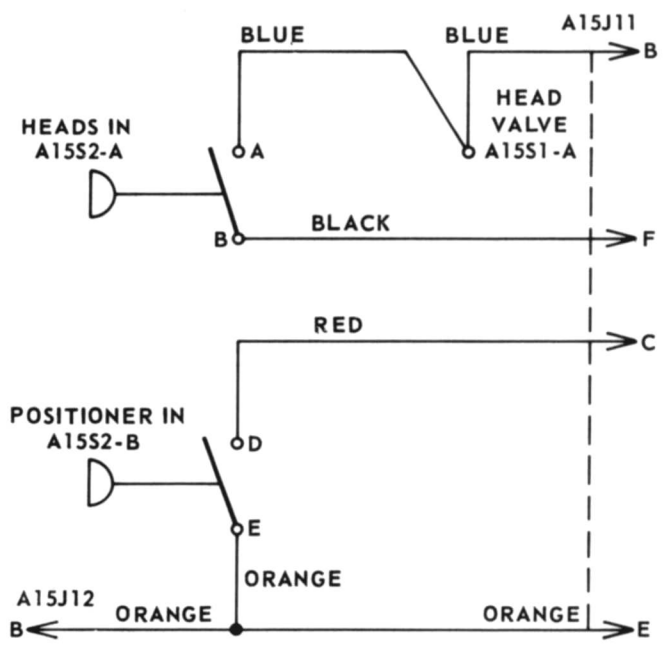 A15J11
BLUE
BLUE
B
HEADS IN
A15S2-A
A
HEAD
VALVE
A15S1-A
B
BLACK
F
RED
C
POSITIONER IN
A15S2-B
D
E
ORANGE
A15J12
B
ORANGE
ORANGE
E